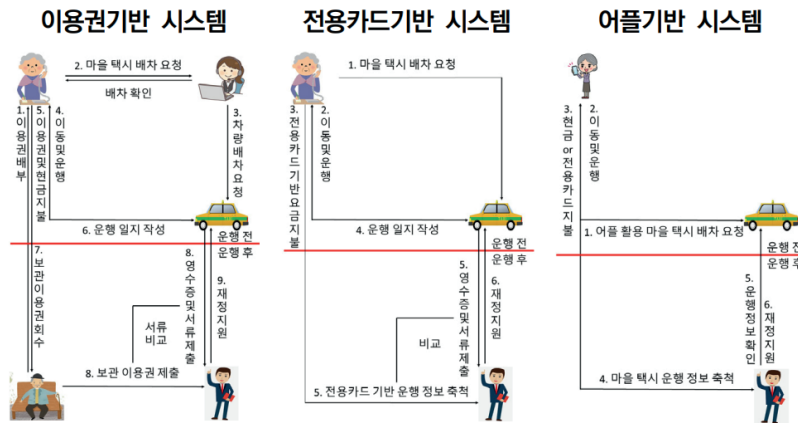 이용권기반 시스템
2. 마을 택시 배차 요청
배차 확인
1.이용권배부
5.이용권및현금지불
4.이동및운행
3.차량배차요청
6. 운행 일지 작성
운행 전
운행 후
7.보관이용권회수
8.영수증및서류제출
9.재정지원
서류
비교
8. 보관 이용권 제출
전용카드기반 시스템
1. 마을 택시 배차 요청
3.전용카드기반요금지불
2.이동및운행
4. 운행 일지 작성
운행 전
운행 후
5.영수증및서류제출
6.재정지원
비교
5. 전용카드 기반 운행 정보 축척
어플기반 시스템
3.현금or전용카드지불
2.이동및운행
1. 어플 활용 마을 택시 배차 요청
운행 전
운행 후
5.운행정보확인
6.재정지원
4. 마을 택시 운행 정보 축척